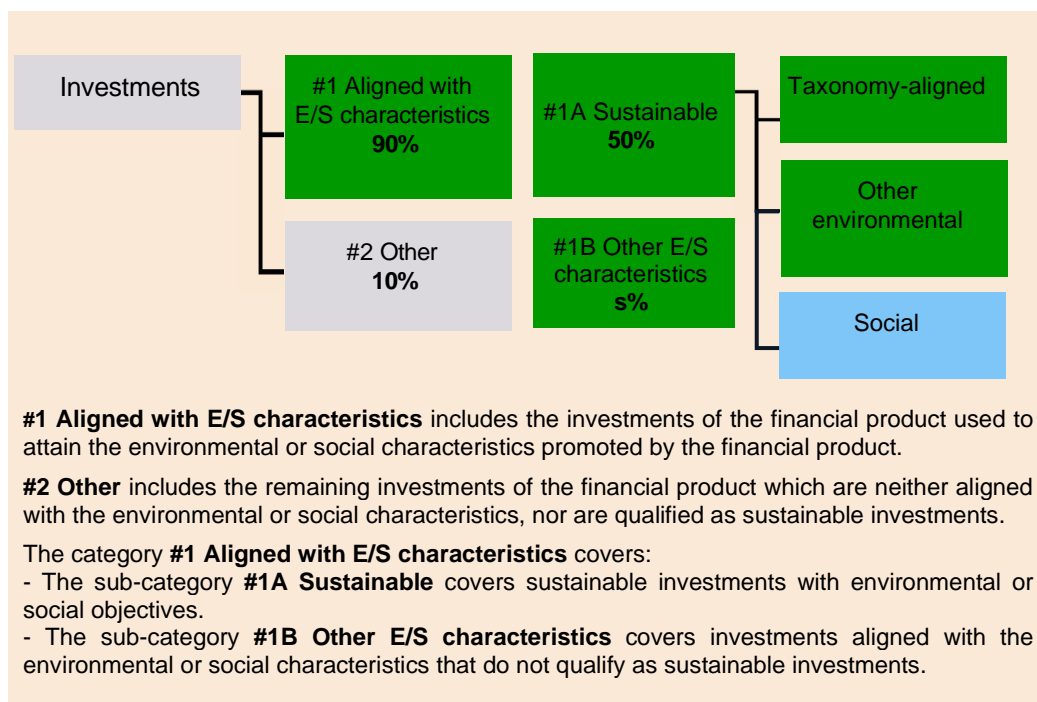 Investments
#1 Aligned with
E/S characteristics
90%
#2 Other
10%
#1A Sustainable
50%
#1B Other E/S
characteristics
s%
Taxonomy-aligned
Other
environmental
Social
#1 Aligned with E/S characteristics includes the investments of the financial product used to
attain the environmental or social characteristics promoted by the financial product.
#2 Other includes the remaining investments of the financial product which are neither aligned
with the environmental or social characteristics, nor are qualified as sustainable investments.
The category #1 Aligned with E/S characteristics covers:
- The sub-category #1A Sustainable covers sustainable investments with environmental or
social objectives.
- The sub-category #1B Other E/S characteristics covers investments aligned with the
environmental or social characteristics that do not qualify as sustainable investments.